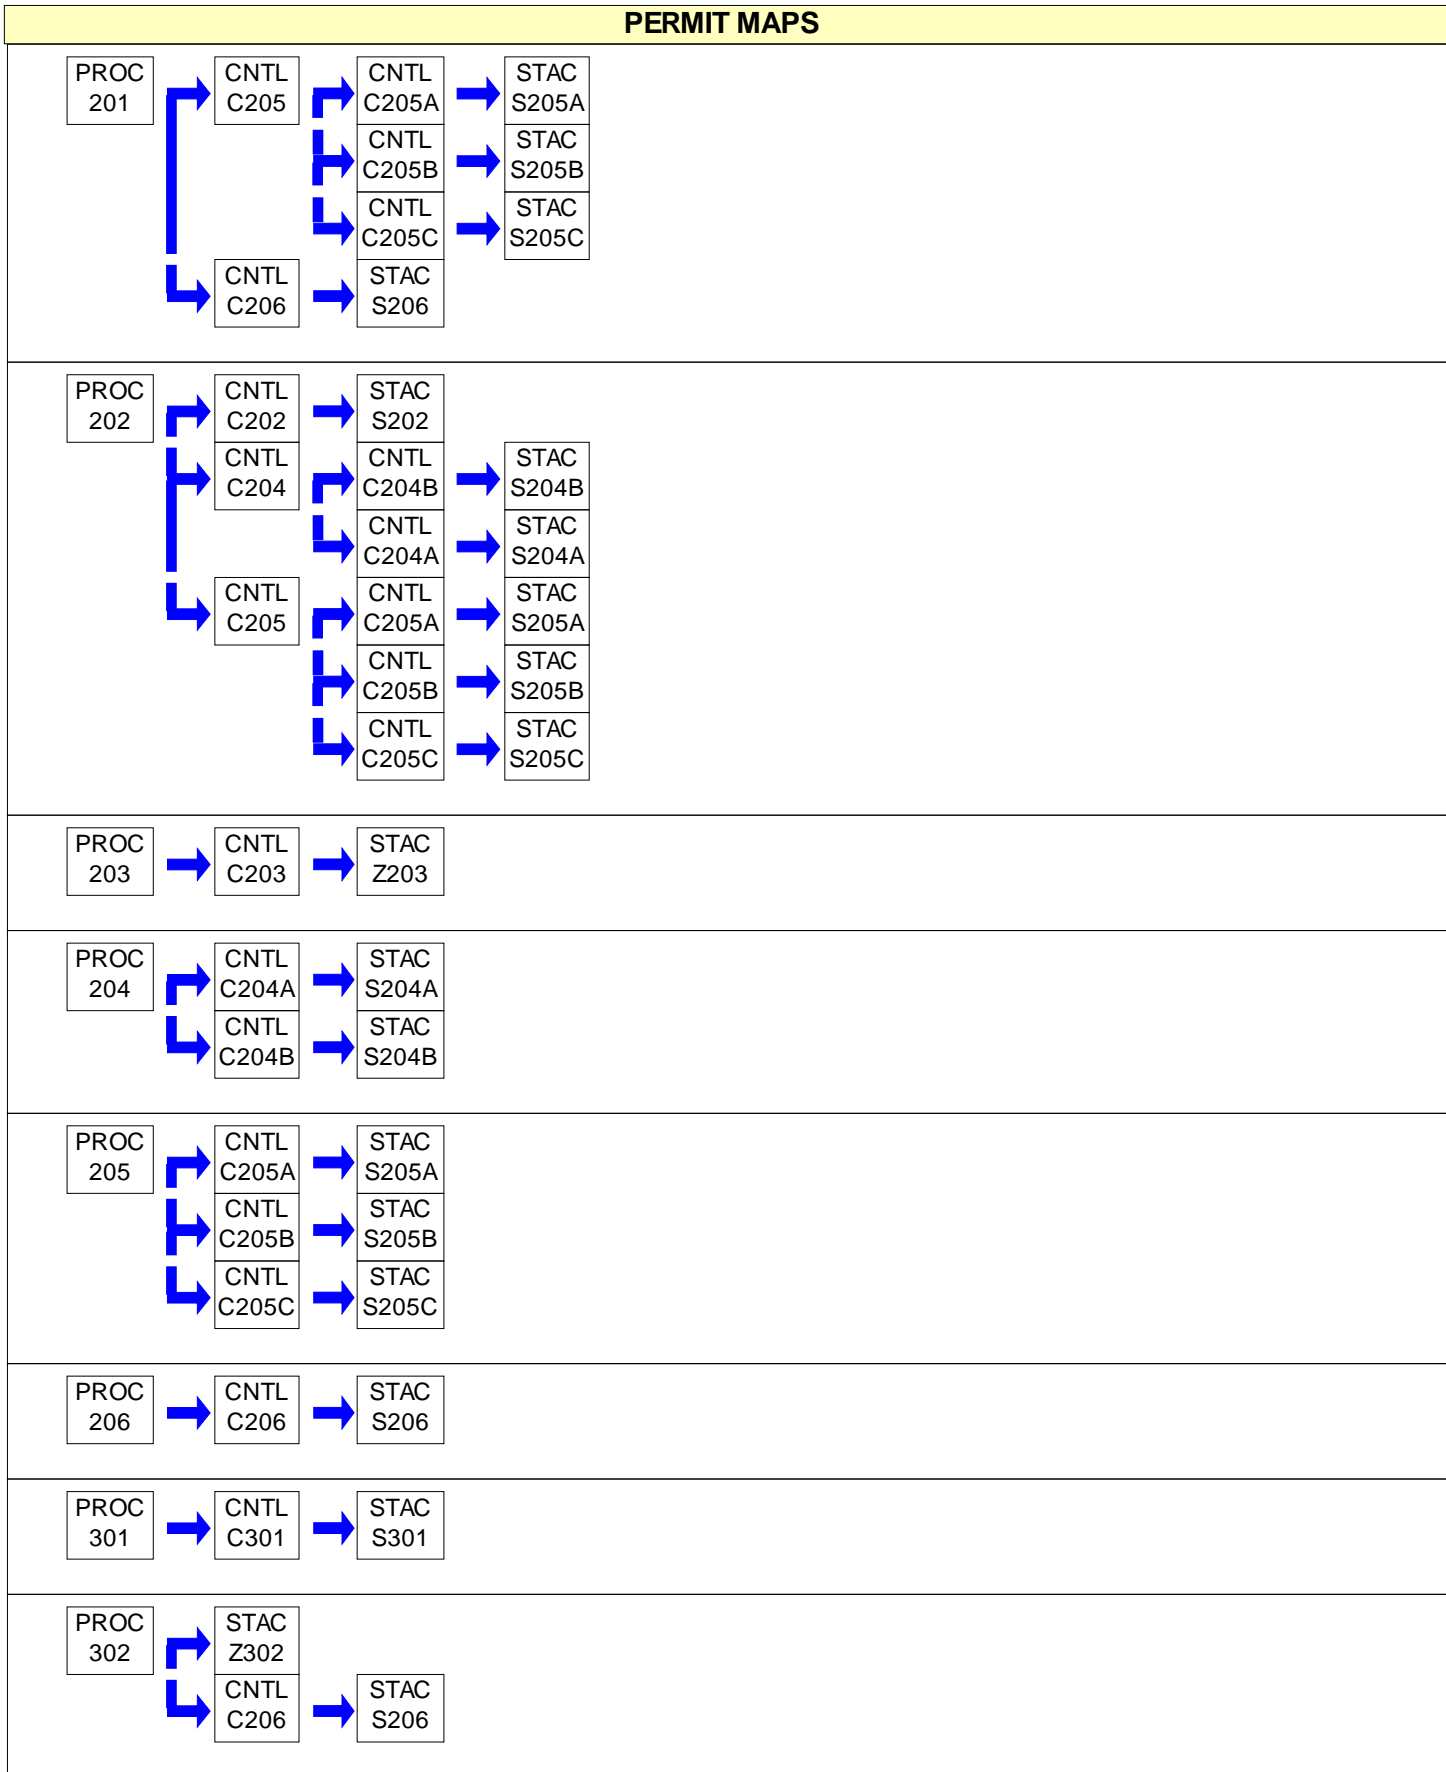 PERMIT MAPS
PROC CNTL CNTL STAC
201 C205 C205A S205A
CNTL STAC
C205B S205B
CNTL STAC
C205C S205C
CNTL STAC
C206 S206
PROC CNTL STAC
202 C202 S202
CNTL CNTL STAC
C204 C204B S204B
CNTL STAC
C204A S204A
CNTL CNTL STAC
C205 C205A S205A
CNTL STAC
C205B S205B
CNTL STAC
C205C S205C
PROC CNTL STAC
203 C203 Z203
PROC CNTL STAC
204 C204A S204A
CNTL STAC
C204B S204B
PROC CNTL STAC
205 C205A S205A
CNTL STAC
C205B S205B
CNTL STAC
C205C S205C
PROC CNTL STAC
206 C206 S206
PROC CNTL STAC
301 C301 S301
PROC STAC
302 Z302
CNTL STAC
C206 S206